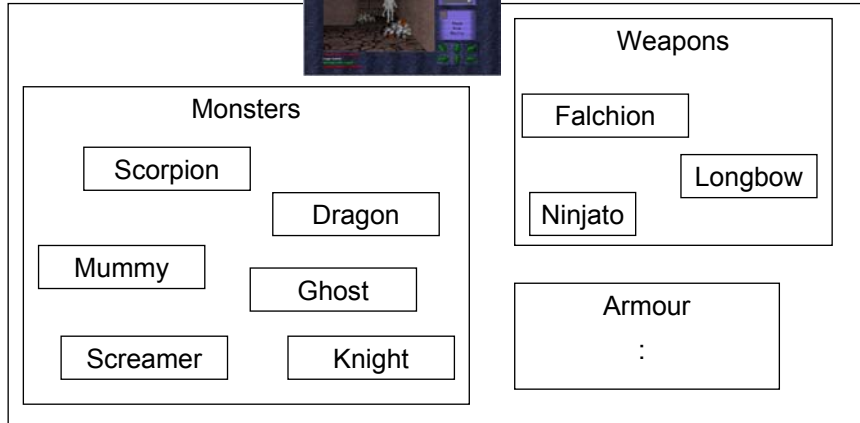 Monsters
Scorpion
Dragon
Mummy
Ghost
Screamer
Knight
Weapons
Falchion
Longbow
Ninjato
Armour
: